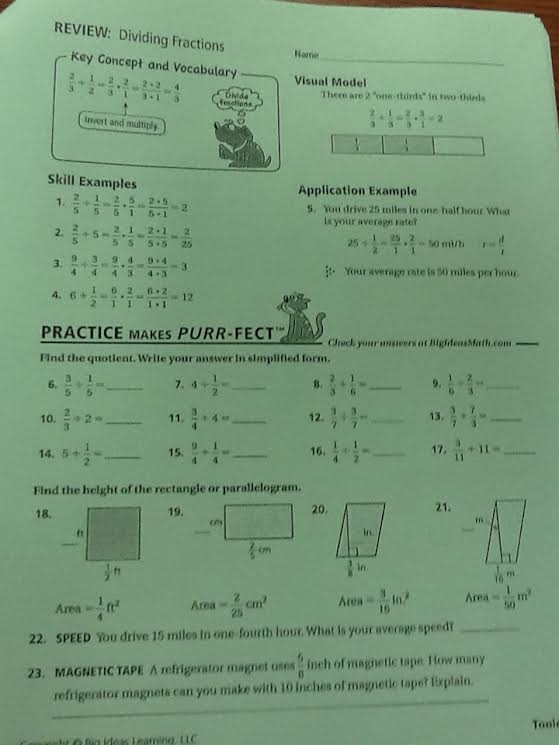 REVIEW: Dividing Fractions
Name
Key Concept and Vocabulary
2/3 ÷ 1/2 = 2/3 • 2/1 = 2 • 2/3 • 1 = 4/3
Invert and multiply.
Divide fractions.
Visual Model
There are 2 "one-thirds" in two-thirds
2/3 ÷ 1/3 = 2/3 • 3/1 = 2
Skill Examples
1. 2/5 ÷ 1/5 = 2/5 • 5/1 = 2 • 5/5 • 1 = 2
2. 2/5 ÷ 5 = 2/5 • 1/5 = 2 • 1/5 • 5 = 2/25
3. 9/4 ÷ 3/4 = 9/4 • 4/3 = 9 • 4/4 • 3 = 3
4. 6 ÷ 1/2 = 6/1 • 2/1 = 6 • 2/1 • 1 = 12
Application Example
5. You drive 25 miles in one-half hour. What
is your average rate?
25 ÷ 1/2 = 25/1 • 2/1 = 50 mi/h r = d/t
Your average rate is 50 miles per hour.
PRACTICE MAKES PURR-FECT™
Check your answers at BigIdeasMath.com
Find the quotient. Write your answer in simplified form.
6. 3/5 ÷ 1/5 = 7. 4 ÷ 1/2 = 8. 2/3 ÷ 1/6 = 9. 1/6 ÷ 2/3 =
10. 2/3 ÷ 2 = 11. 3/4 ÷ 4 = 12. 3/7 ÷ 3/7 = 13. 3/7 ÷ 7/3 =
14. 5 ÷ 1/2 = 15. 9/4 ÷ 1/4 = 16. 1/4 ÷ 1/2 = 17. 3/11 ÷ 11 =
Find the height of the rectangle or parallelogram.
18. 19. 20. 21.
ft cm in. m
1/2 ft 2/5 cm 3/8 in. 1/10 m
Area = 1/4 ft² Area = 2/25 cm² Area = 3/16 in.² Area = 1/50 m²
22. SPEED You drive 15 miles in one-fourth hour. What is your average speed?
23. MAGNETIC TAPE A refrigerator magnet uses 5/8 inch of magnetic tape. How many
refrigerator magnets can you make with 10 inches of magnetic tape? Explain.
Copyright © Big Ideas Learning, LLC